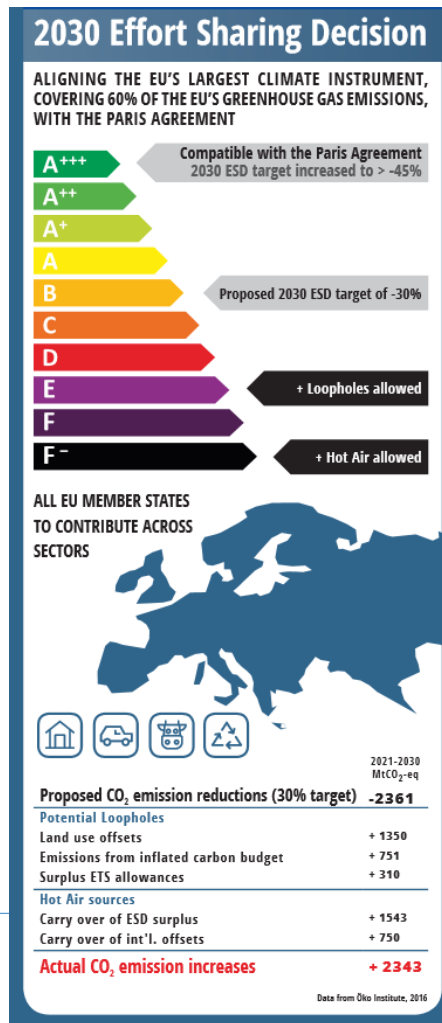 2030 Effort Sharing Decision
ALIGNING THE EU'S LARGEST CLIMATE INSTRUMENT,
COVERING 60% OF THE EU'S GREENHOUSE GAS EMISSIONS,
WITH THE PARIS AGREEMENT
A+++
Compatible with the Paris Agreement
2030 ESD target increased to > -45%
A++
A+
A
B
Proposed 2030 ESD target of -30%
C
D
E
+ Loopholes allowed
F
F-
+ Hot Air allowed
ALL EU MEMBER STATES
TO CONTRIBUTE ACROSS
SECTORS
2021-2030
MtCO₂-eq
Proposed CO₂ emission reductions (30% target) -2361
Potential Loopholes
Land use offsets + 1350
Emissions from inflated carbon budget + 751
Surplus ETS allowances + 310
Hot Air sources
Carry over of ESD surplus + 1543
Carry over of int'l. offsets + 750
Actual CO₂ emission increases + 2343
Data from Öko Institute, 2016